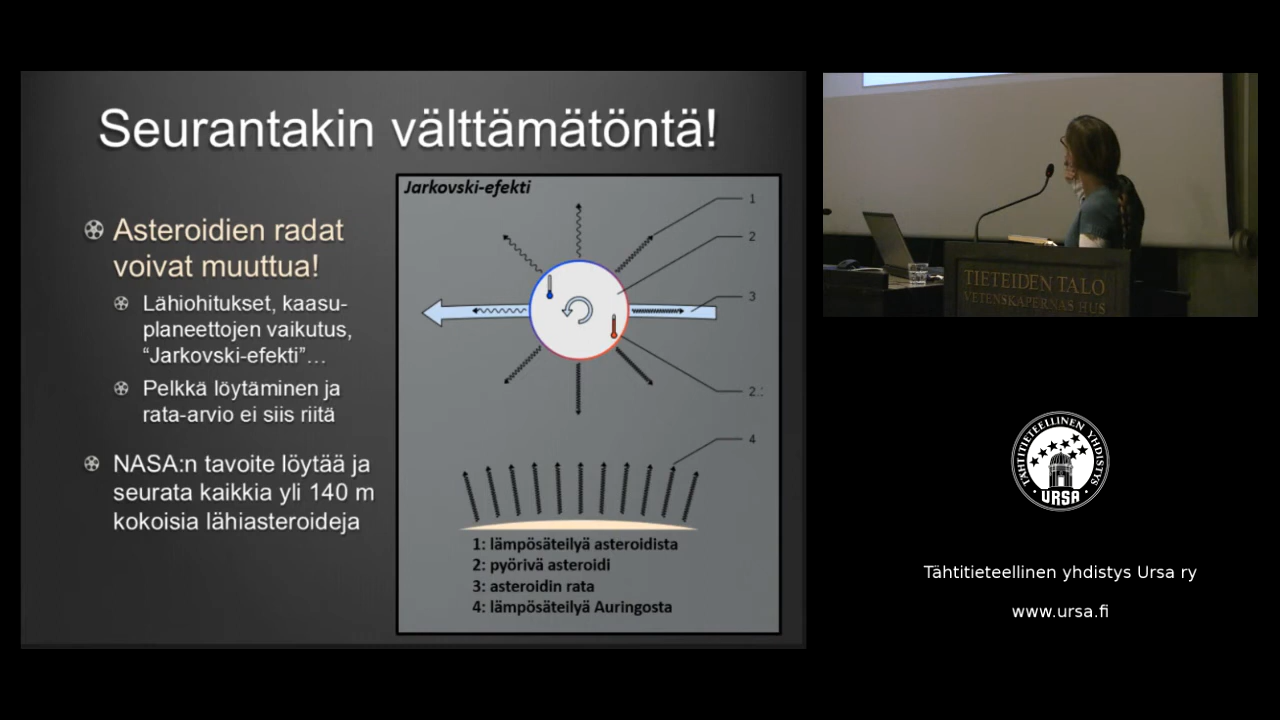 Seurantakin välttämätöntä!
Asteroidien radat
voivat muuttua!
Lähiohitukset, kaasu-
planeettojen vaikutus,
“Jarkovski-efekti”…
Pelkkä löytäminen ja
rata-arvio ei siis riitä
NASA:n tavoite löytää ja
seurata kaikkia yli 140 m
kokoisia lähiasteroideja
Jarkovski-efekti
1
2
3
2.
4
1: lämpösäteilyä asteroidista
2: pyörivä asteroidi
3: asteroidin rata
4: lämpösäteilyä Auringosta
TIETEIDEN TALO
VETENSKAPERNAS HUS
TÄHTITIETEELLINEN YHDISTYS
URSA
Tähtitieteellinen yhdistys Ursa ry
www.ursa.fi